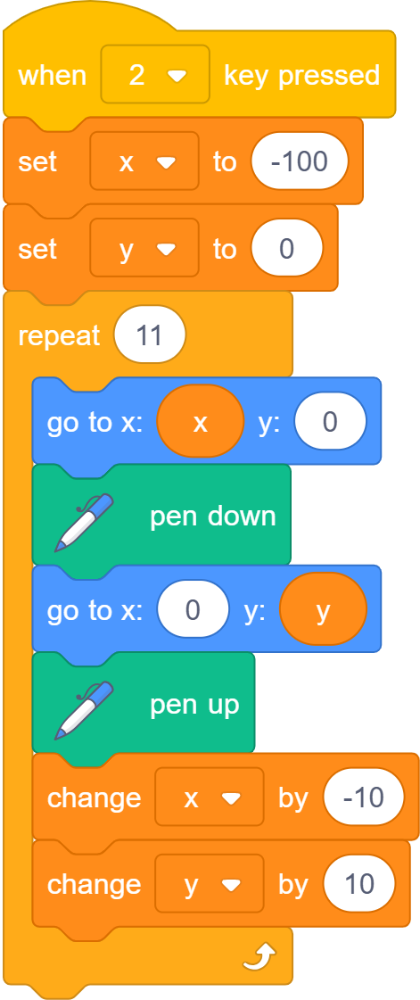 when 2 key pressed
set x to -100
set y to 0
repeat 11
go to x: x y: 0
pen down
go to x: 0 y: y
pen up
change x by -10
change y by 10